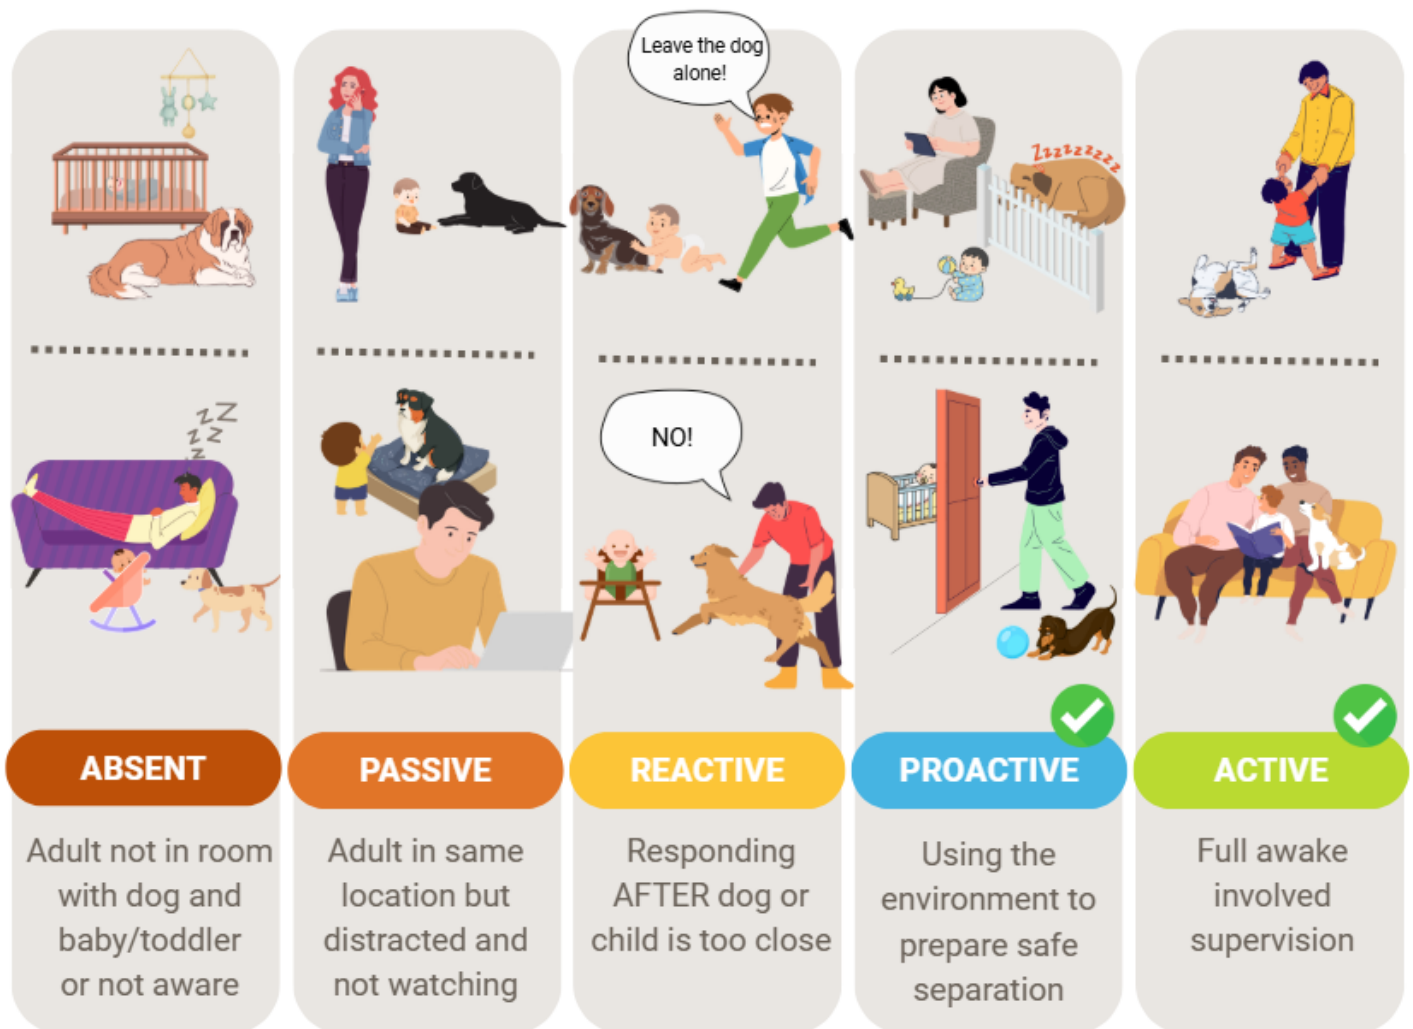 Leave the dog
alone!
Zzzzzzzzz
z z Z Z Z
NO!
ABSENT
Adult not in room
with dog and
baby/toddler
or not aware
PASSIVE
Adult in same
location but
distracted and
not watching
REACTIVE
Responding
AFTER dog or
child is too close
PROACTIVE
Using the
environment to
prepare safe
separation
ACTIVE
Full awake
involved
supervision